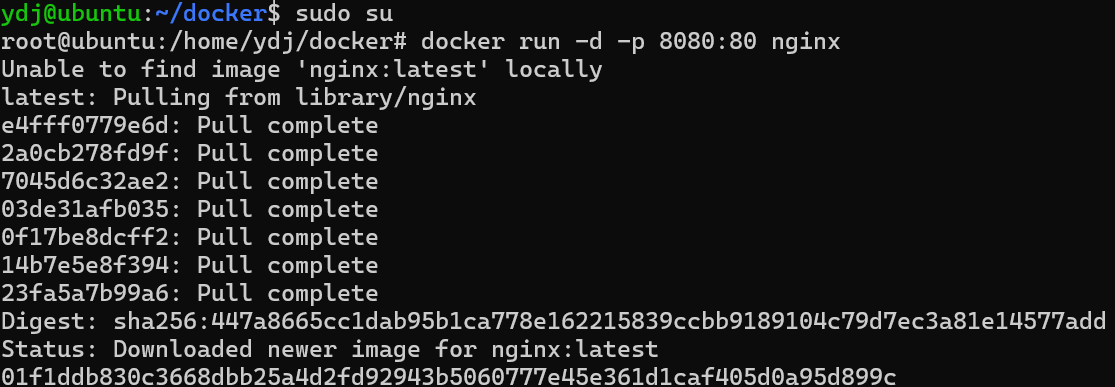 ydj@ubuntu:~/docker$ sudo su
root@ubuntu:/home/ydj/docker# docker run -d -p 8080:80 nginx
Unable to find image 'nginx:latest' locally
latest: Pulling from library/nginx
e4fff0779e6d: Pull complete
2a0cb278fd9f: Pull complete
7045d6c32ae2: Pull complete
03de31afb035: Pull complete
0f17be8dcff2: Pull complete
14b7e5e8f394: Pull complete
23fa5a7b99a6: Pull complete
Digest: sha256:447a8665cc1dab95b1ca778e162215839ccbb9189104c79d7ec3a81e14577add
Status: Downloaded newer image for nginx:latest
01f1ddb830c3668dbb25a4d2fd92943b5060777e45e361d1caf405d0a95d899c